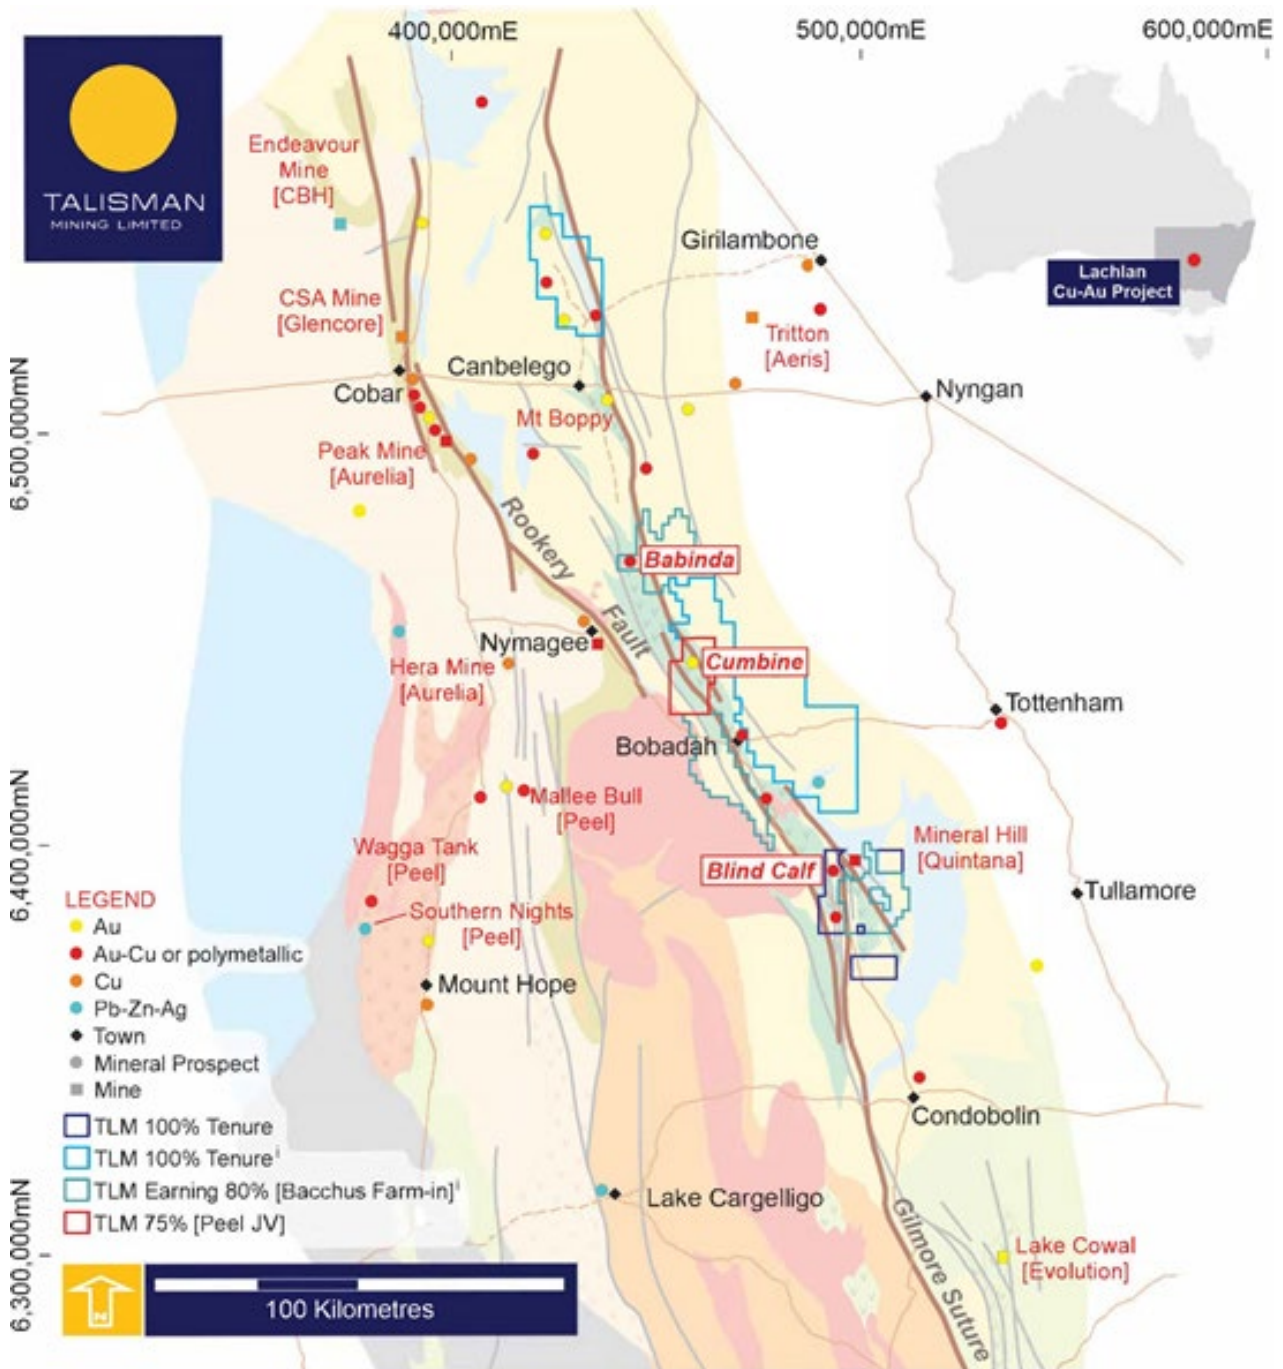 400,000mE
500,000mE
600,000mE
TALISMAN
MINING LIMITED
Endeavour
Mine
[CBH]
Girilambone
Lachlan
Cu-Au Project
CSA Mine
[Glencore]
Tritton
[Aeris]
6,500,000mN
Canbelego
Cobar
Nyngan
Mt Boppy
Peak Mine
[Aurelia]
Rookery
Fault
Babinda
Nymagee
Cumbine
Hera Mine
[Aurelia]
Tottenham
Bobadah
6,400,000mN
Mallee Bull
[Peel]
Mineral Hill
[Quintana]
Wagga Tank
[Peel]
Blind Calf
Tullamore
Southern Nights
[Peel]
Mount Hope
LEGEND
Au
Au-Cu or polymetallic
Cu
Pb-Zn-Ag
Town
Mineral Prospect
Mine
TLM 100% Tenure
TLM 100% Tenureⁱ
TLM Earning 80% [Bacchus Farm-in]ⁱ
TLM 75% [Peel JV]
Condobolin
Lake Cargelligo
Gilmore Suture
Lake Cowal
[Evolution]
6,300,000mN
N
100 Kilometres